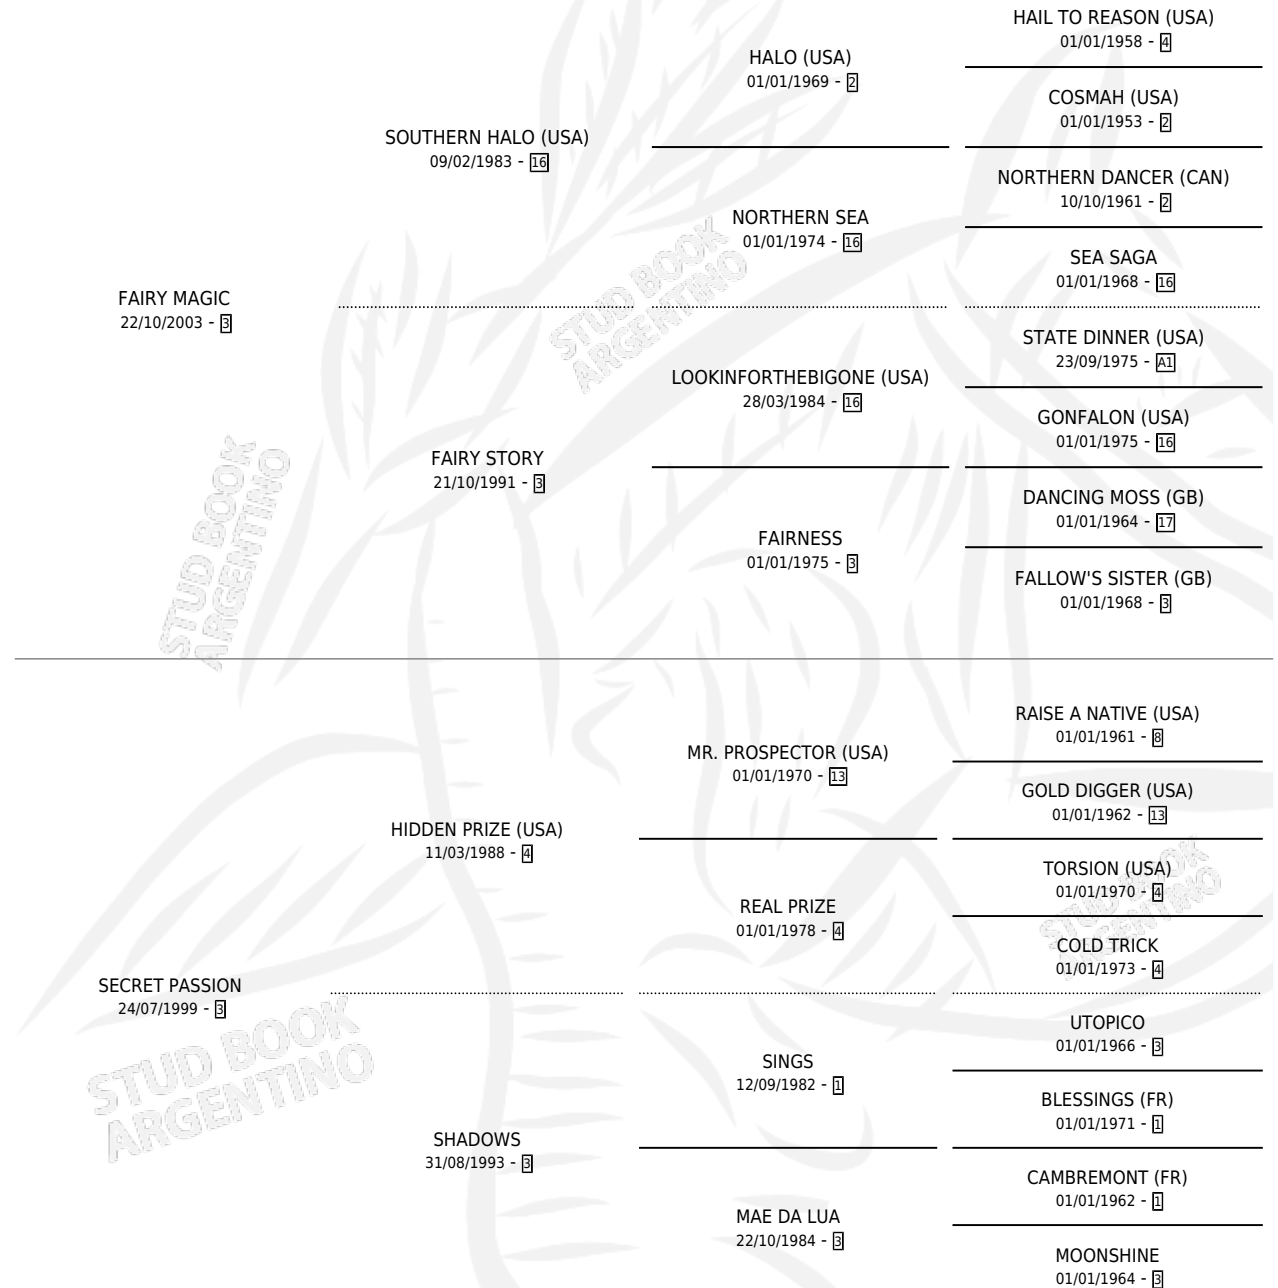 HAIL TO REASON (USA)
01/01/1958 - 4
HALO (USA)
01/01/1969 - 2
COSMAH (USA)
01/01/1953 - 2
SOUTHERN HALO (USA)
09/02/1983 - 16
NORTHERN DANCER (CAN)
10/10/1961 - 2
NORTHERN SEA
01/01/1974 - 16
SEA SAGA
01/01/1968 - 16
FAIRY MAGIC
22/10/2003 - 3
STUD BOOK
ARGENTINO
STATE DINNER (USA)
23/09/1975 - A1
LOOKINFORTHEBIGONE (USA)
28/03/1984 - 16
GONFALON (USA)
01/01/1975 - 16
FAIRY STORY
21/10/1991 - 3
DANCING MOSS (GB)
01/01/1964 - 17
FAIRNESS
01/01/1975 - 3
FALLOW'S SISTER (GB)
01/01/1968 - 3
STUD BOOK
ARGENTINO
RAISE A NATIVE (USA)
01/01/1961 - 8
MR. PROSPECTOR (USA)
01/01/1970 - 13
GOLD DIGGER (USA)
01/01/1962 - 13
HIDDEN PRIZE (USA)
11/03/1988 - 4
TORSION (USA)
01/01/1970 - 4
REAL PRIZE
01/01/1978 - 4
STUD BOOK
ARGENTINO
COLD TRICK
01/01/1973 - 4
SECRET PASSION
24/07/1999 - 3
STUD BOOK
ARGENTINO
UTOPICO
01/01/1966 - 3
SINGS
12/09/1982 - 1
BLESSINGS (FR)
01/01/1971 - 1
SHADOWS
31/08/1993 - 3
CAMBREMONT (FR)
01/01/1962 - 1
MAE DA LUA
22/10/1984 - 3
MOONSHINE
01/01/1964 - 3